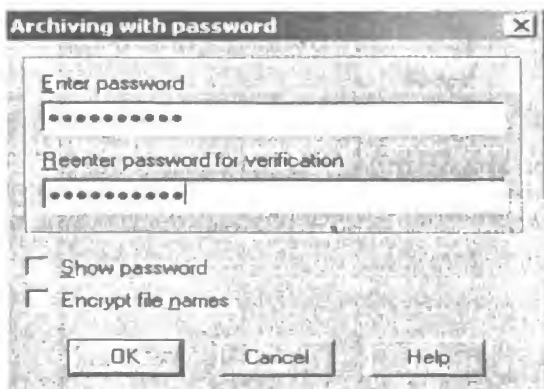 Archiving with password
Enter password
••••••••••
Reenter password for verification
••••••••••
Show password
Encrypt file names
OK Cancel Help